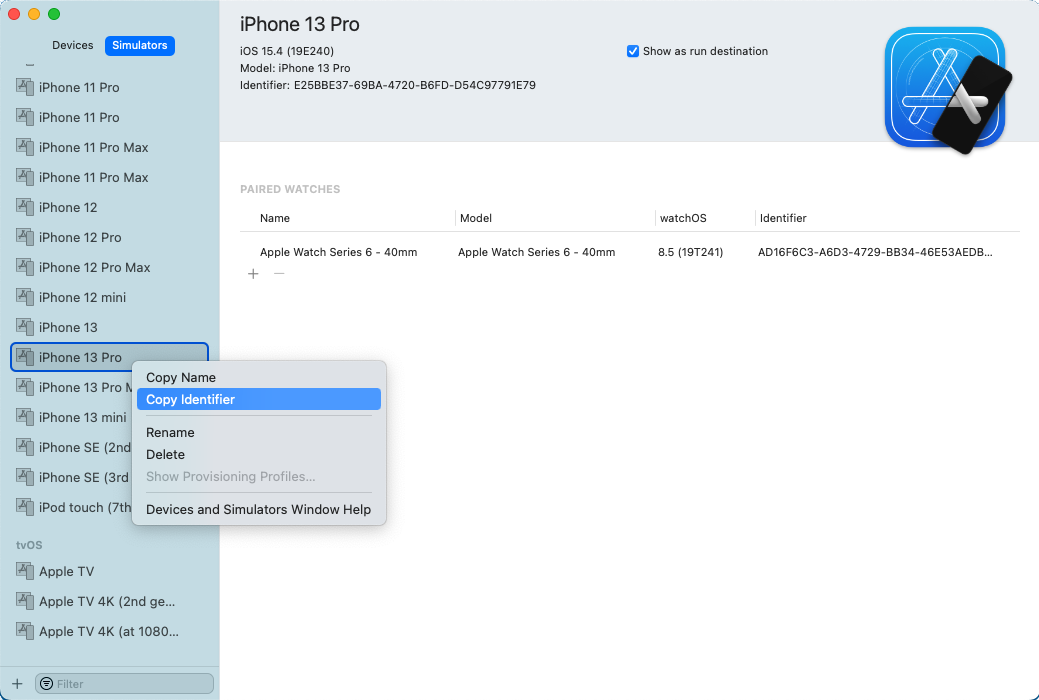 Devices
Simulators
iPhone 11 Pro
iPhone 11 Pro
iPhone 11 Pro Max
iPhone 11 Pro Max
iPhone 12
iPhone 12 Pro
iPhone 12 Pro Max
iPhone 12 mini
iPhone 13
iPhone 13 Pro
iPhone 13 Pro M
iPhone 13 mini
iPhone SE (2nd
iPhone SE (3rd
iPod touch (7th
tvOS
Apple TV
Apple TV 4K (2nd ge...
Apple TV 4K (at 1080...
Filter
iPhone 13 Pro
iOS 15.4 (19E240)
Model: iPhone 13 Pro
Identifier: E25BBE37-69BA-4720-B6FD-D54C97791E79
Show as run destination
PAIRED WATCHES
Name Model watchOS Identifier
Apple Watch Series 6 - 40mm Apple Watch Series 6 - 40mm 8.5 (19T241) AD16F6C3-A6D3-4729-BB34-46E53AEDB...
Copy Name
Copy Identifier
Rename
Delete
Show Provisioning Profiles...
Devices and Simulators Window Help